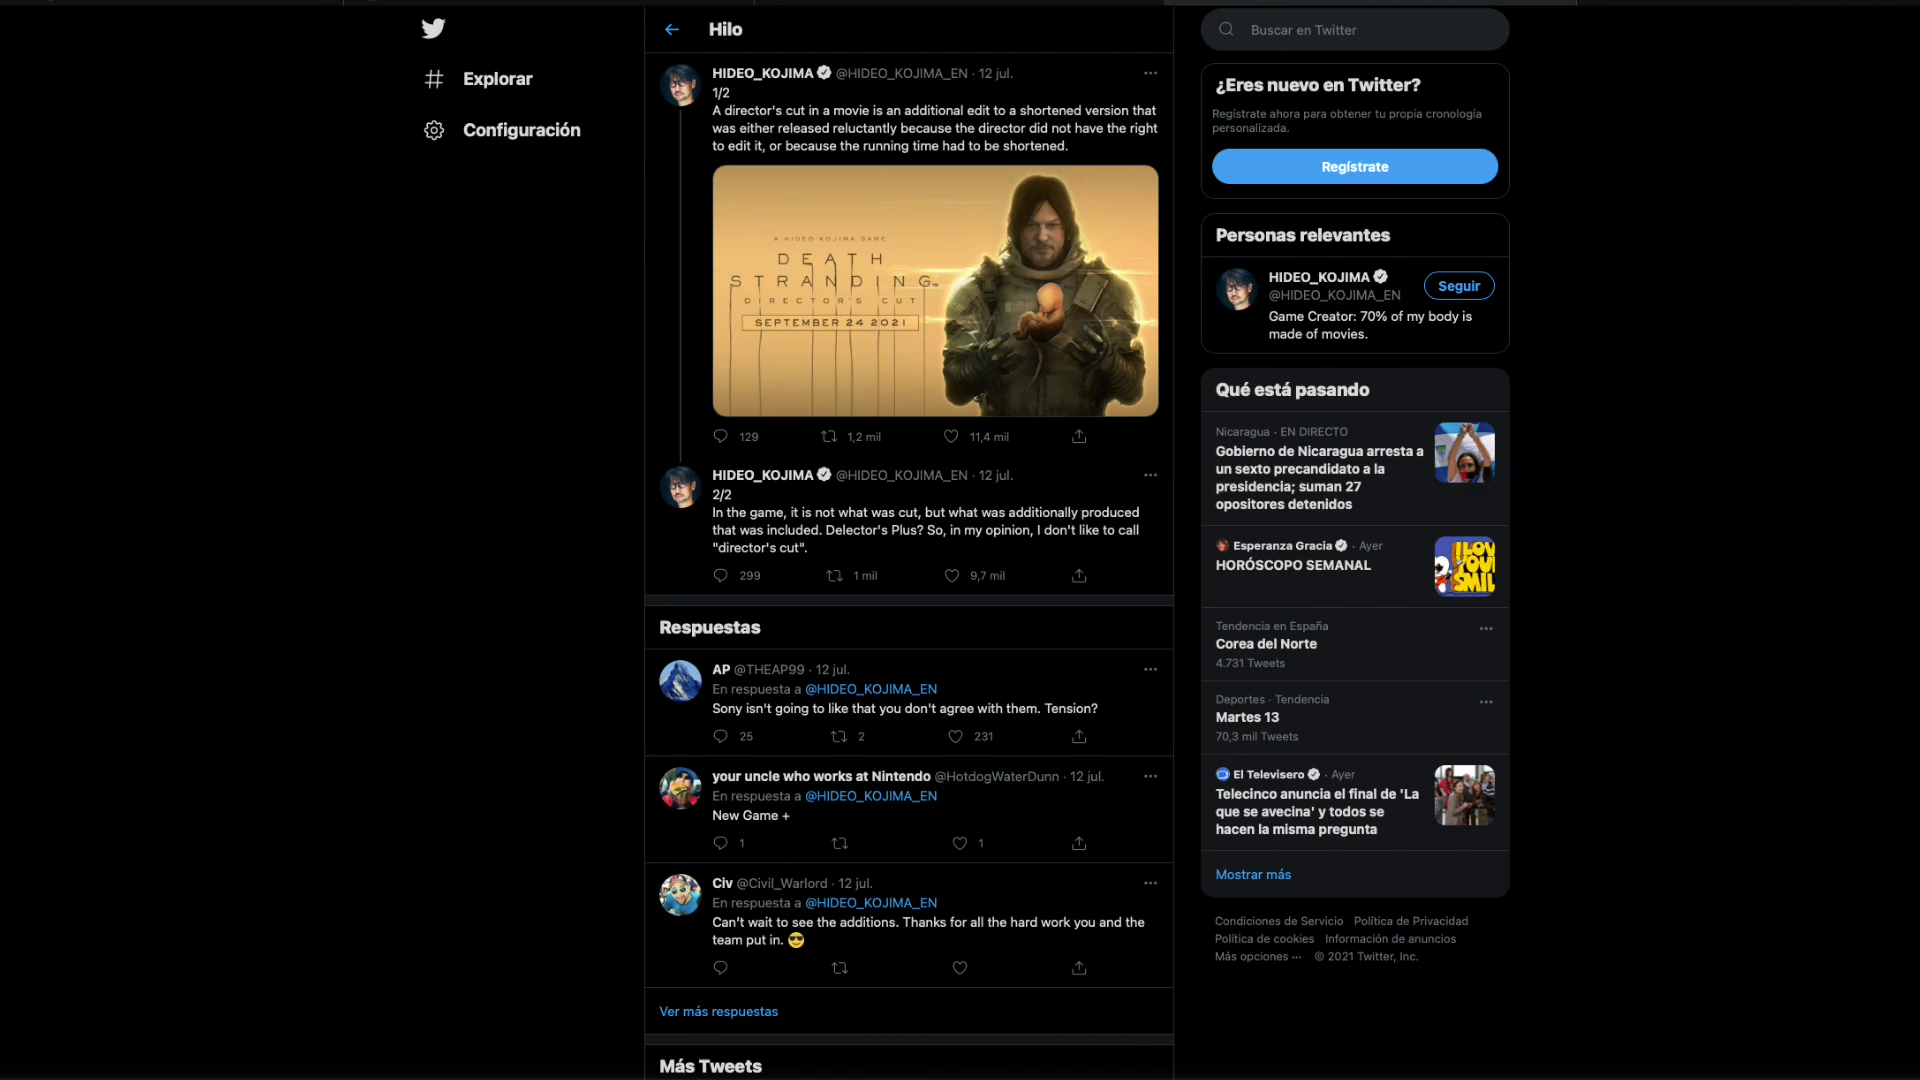 Explorar
Configuración
Hilo
HIDEO_KOJIMA @HIDEO_KOJIMA_EN · 12 jul.
1/2
A director's cut in a movie is an additional edit to a shortened version that
was either released reluctantly because the director did not have the right
to edit it, or because the running time had to be shortened.
A HIDEO KOJIMA GAME
DEATH
STRANDING™
DIRECTOR'S CUT
SEPTEMBER 24 2021
129 1,2 mil 11,4 mil
HIDEO_KOJIMA @HIDEO_KOJIMA_EN · 12 jul.
2/2
In the game, it is not what was cut, but what was additionally produced
that was included. Delector's Plus? So, in my opinion, I don't like to call
"director's cut".
299 1 mil 9,7 mil
Respuestas
AP @THEAP99 · 12 jul.
En respuesta a @HIDEO_KOJIMA_EN
Sony isn't going to like that you don't agree with them. Tension?
25 2 231
your uncle who works at Nintendo @HotdogWaterDunn · 12 jul.
En respuesta a @HIDEO_KOJIMA_EN
New Game +
1 1
Civ @Civil_Warlord · 12 jul.
En respuesta a @HIDEO_KOJIMA_EN
Can't wait to see the additions. Thanks for all the hard work you and the
team put in. 😎
Ver más respuestas
Más Tweets
Buscar en Twitter
¿Eres nuevo en Twitter?
Regístrate ahora para obtener tu propia cronología
personalizada.
Regístrate
Personas relevantes
HIDEO_KOJIMA
@HIDEO_KOJIMA_EN
Seguir
Game Creator: 70% of my body is
made of movies.
Qué está pasando
Nicaragua · EN DIRECTO
Gobierno de Nicaragua arresta a
un sexto precandidato a la
presidencia; suman 27
opositores detenidos
Esperanza Gracia · Ayer
HORÓSCOPO SEMANAL
I LOV
YOU
SMIL
Tendencia en España
Corea del Norte
4.731 Tweets
Deportes · Tendencia
Martes 13
70,3 mil Tweets
El Televisero · Ayer
Telecinco anuncia el final de 'La
que se avecina' y todos se
hacen la misma pregunta
Mostrar más
Condiciones de Servicio Política de Privacidad
Política de cookies Información de anuncios
Más opciones ··· © 2021 Twitter, Inc.